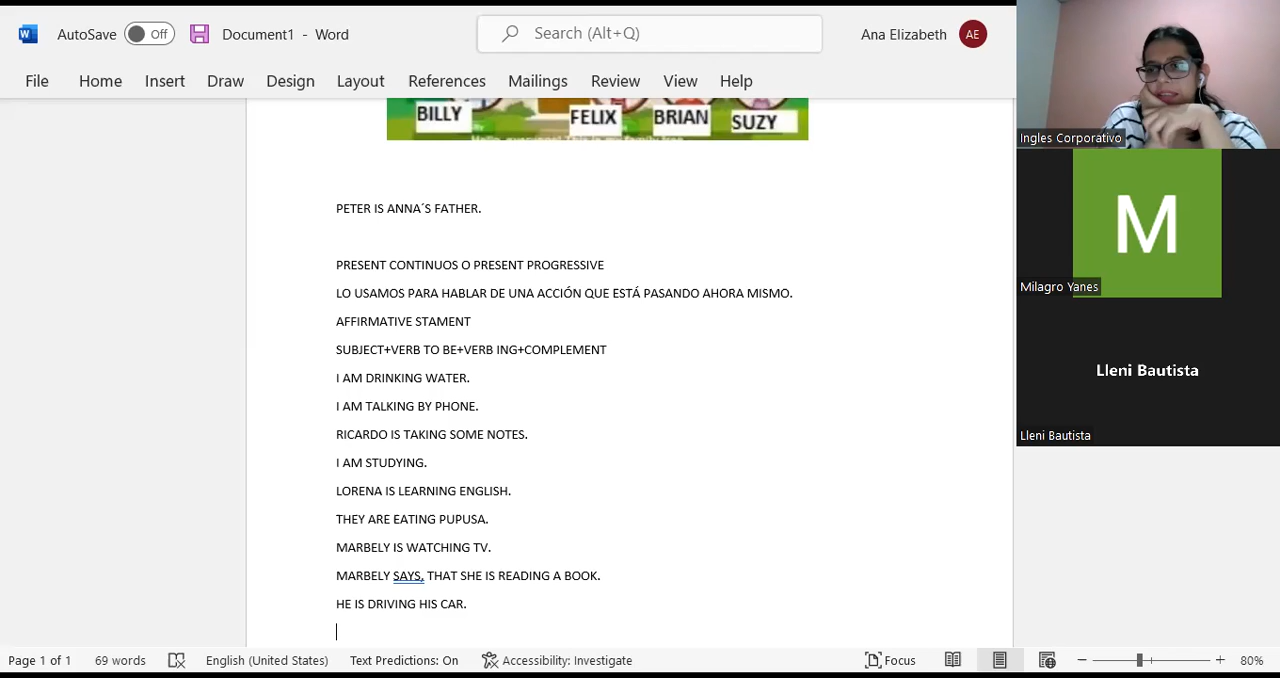 AutoSave Off Document1 - Word Search (Alt+Q) Ana Elizabeth AE
File Home Insert Draw Design Layout References Mailings Review View Help
BILLY FELIX BRIAN SUZY
PETER IS ANNA´S FATHER.
PRESENT CONTINUOS O PRESENT PROGRESSIVE
LO USAMOS PARA HABLAR DE UNA ACCIÓN QUE ESTÁ PASANDO AHORA MISMO.
AFFIRMATIVE STAMENT
SUBJECT+VERB TO BE+VERB ING+COMPLEMENT
I AM DRINKING WATER.
I AM TALKING BY PHONE.
RICARDO IS TAKING SOME NOTES.
I AM STUDYING.
LORENA IS LEARNING ENGLISH.
THEY ARE EATING PUPUSA.
MARBELY IS WATCHING TV.
MARBELY SAYS, THAT SHE IS READING A BOOK.
HE IS DRIVING HIS CAR.
Page 1 of 1 69 words English (United States) Text Predictions: On Accessibility: Investigate Focus 80%
Ingles Corporativo
M
Milagro Yanes
Lleni Bautista
Lleni Bautista